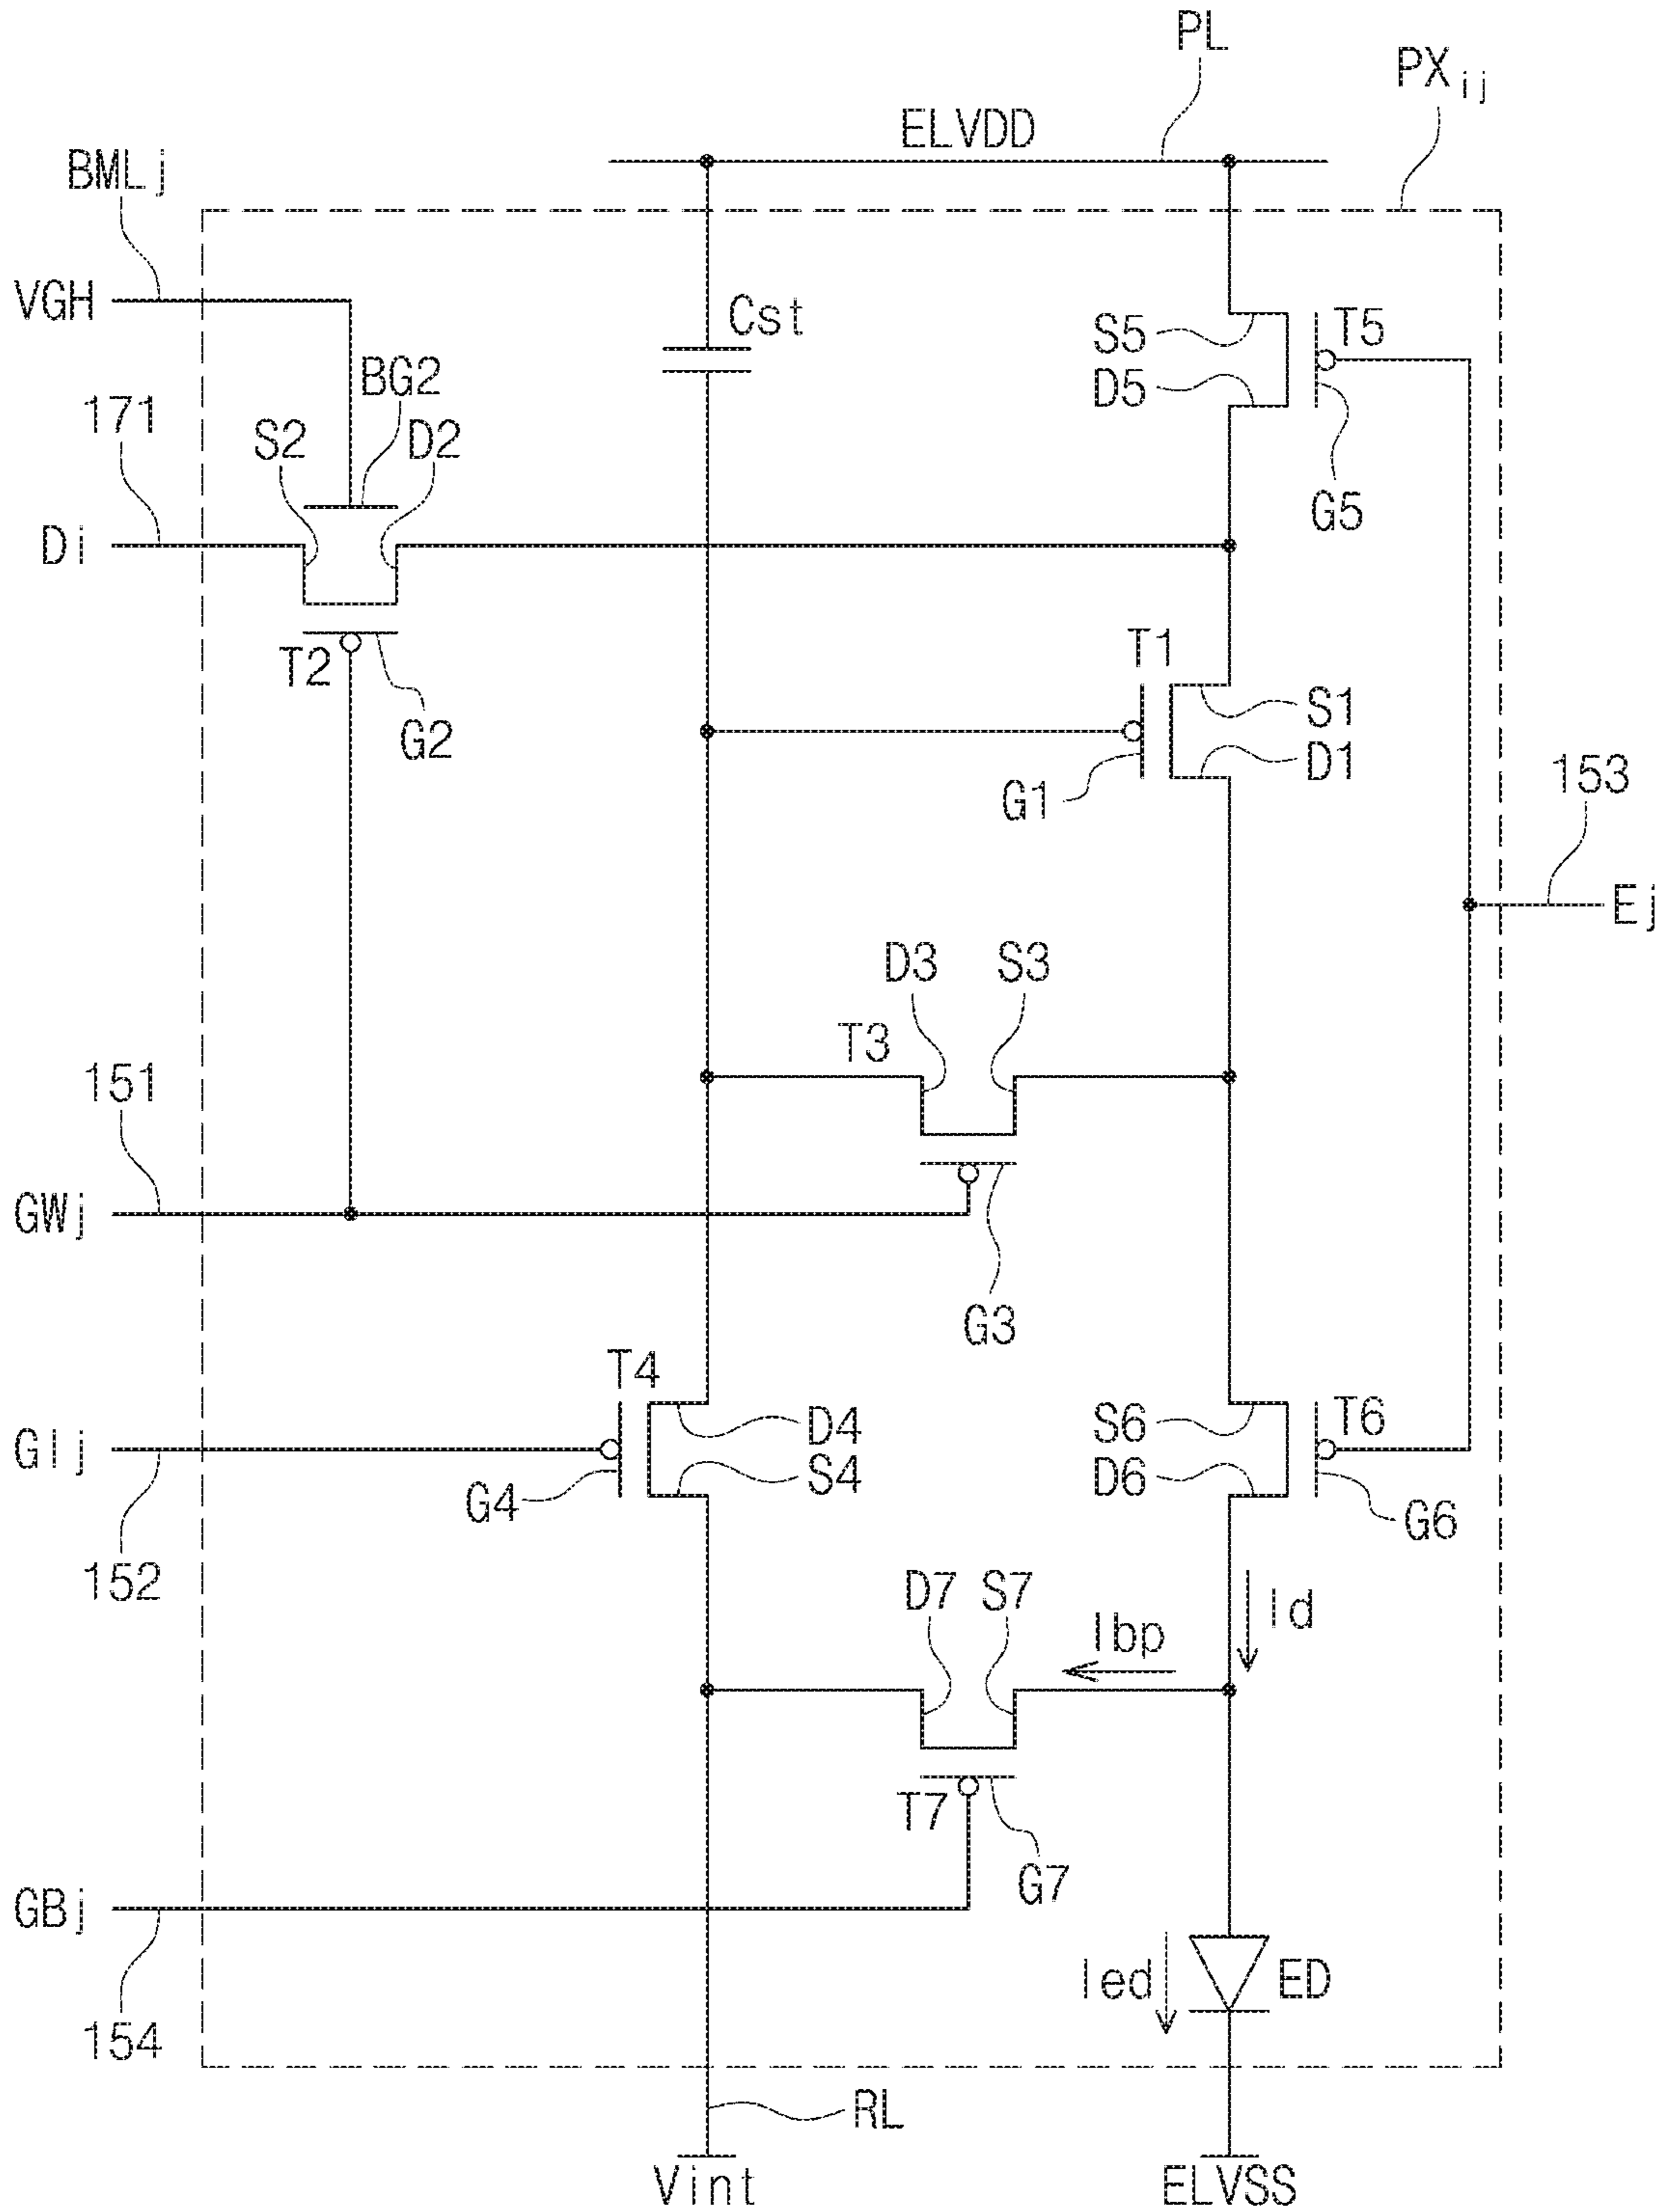 PL
PXij
ELVDD
BMLj
VGH
Cst
S5
T5
D5
BG2
171
S2
D2
G5
Di
T2
T1
G2
S1
D1
G1
153
Ej
D3
S3
T3
151
GWj
G3
T4
D4
S6
T6
GIj
S4
D6
G4
G6
152
D7
S7
Id
Ibp
T7
G7
GBj
Ied
ED
154
RL
Vint
ELVSS